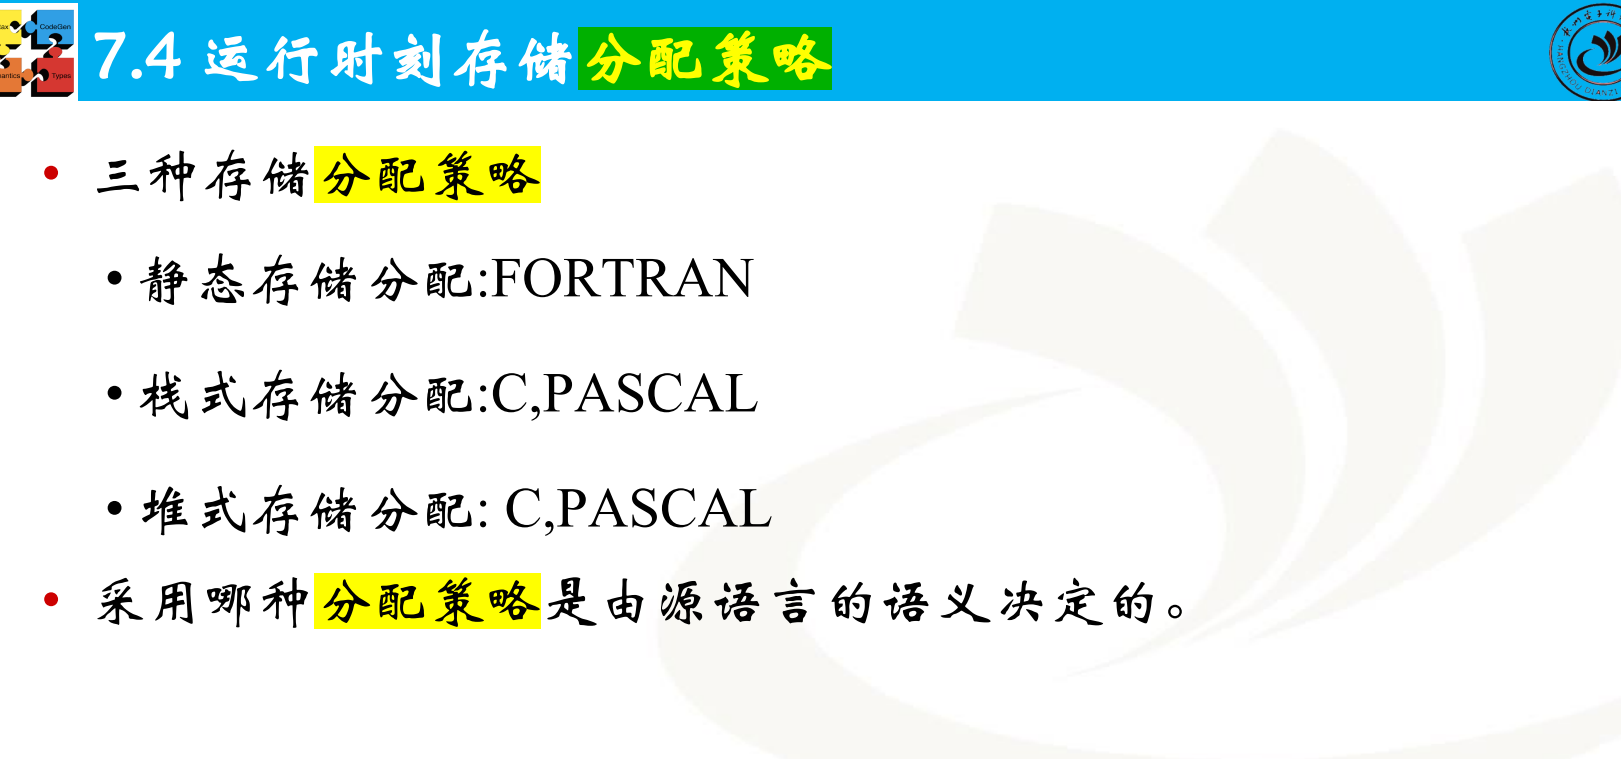 CodeGen
Types
7.4 运行时刻存储分配策略
• 三种存储分配策略
• 静态存储分配:FORTRAN
• 栈式存储分配:C,PASCAL
• 堆式存储分配: C,PASCAL
• 采用哪种分配策略是由源语言的语义决定的。